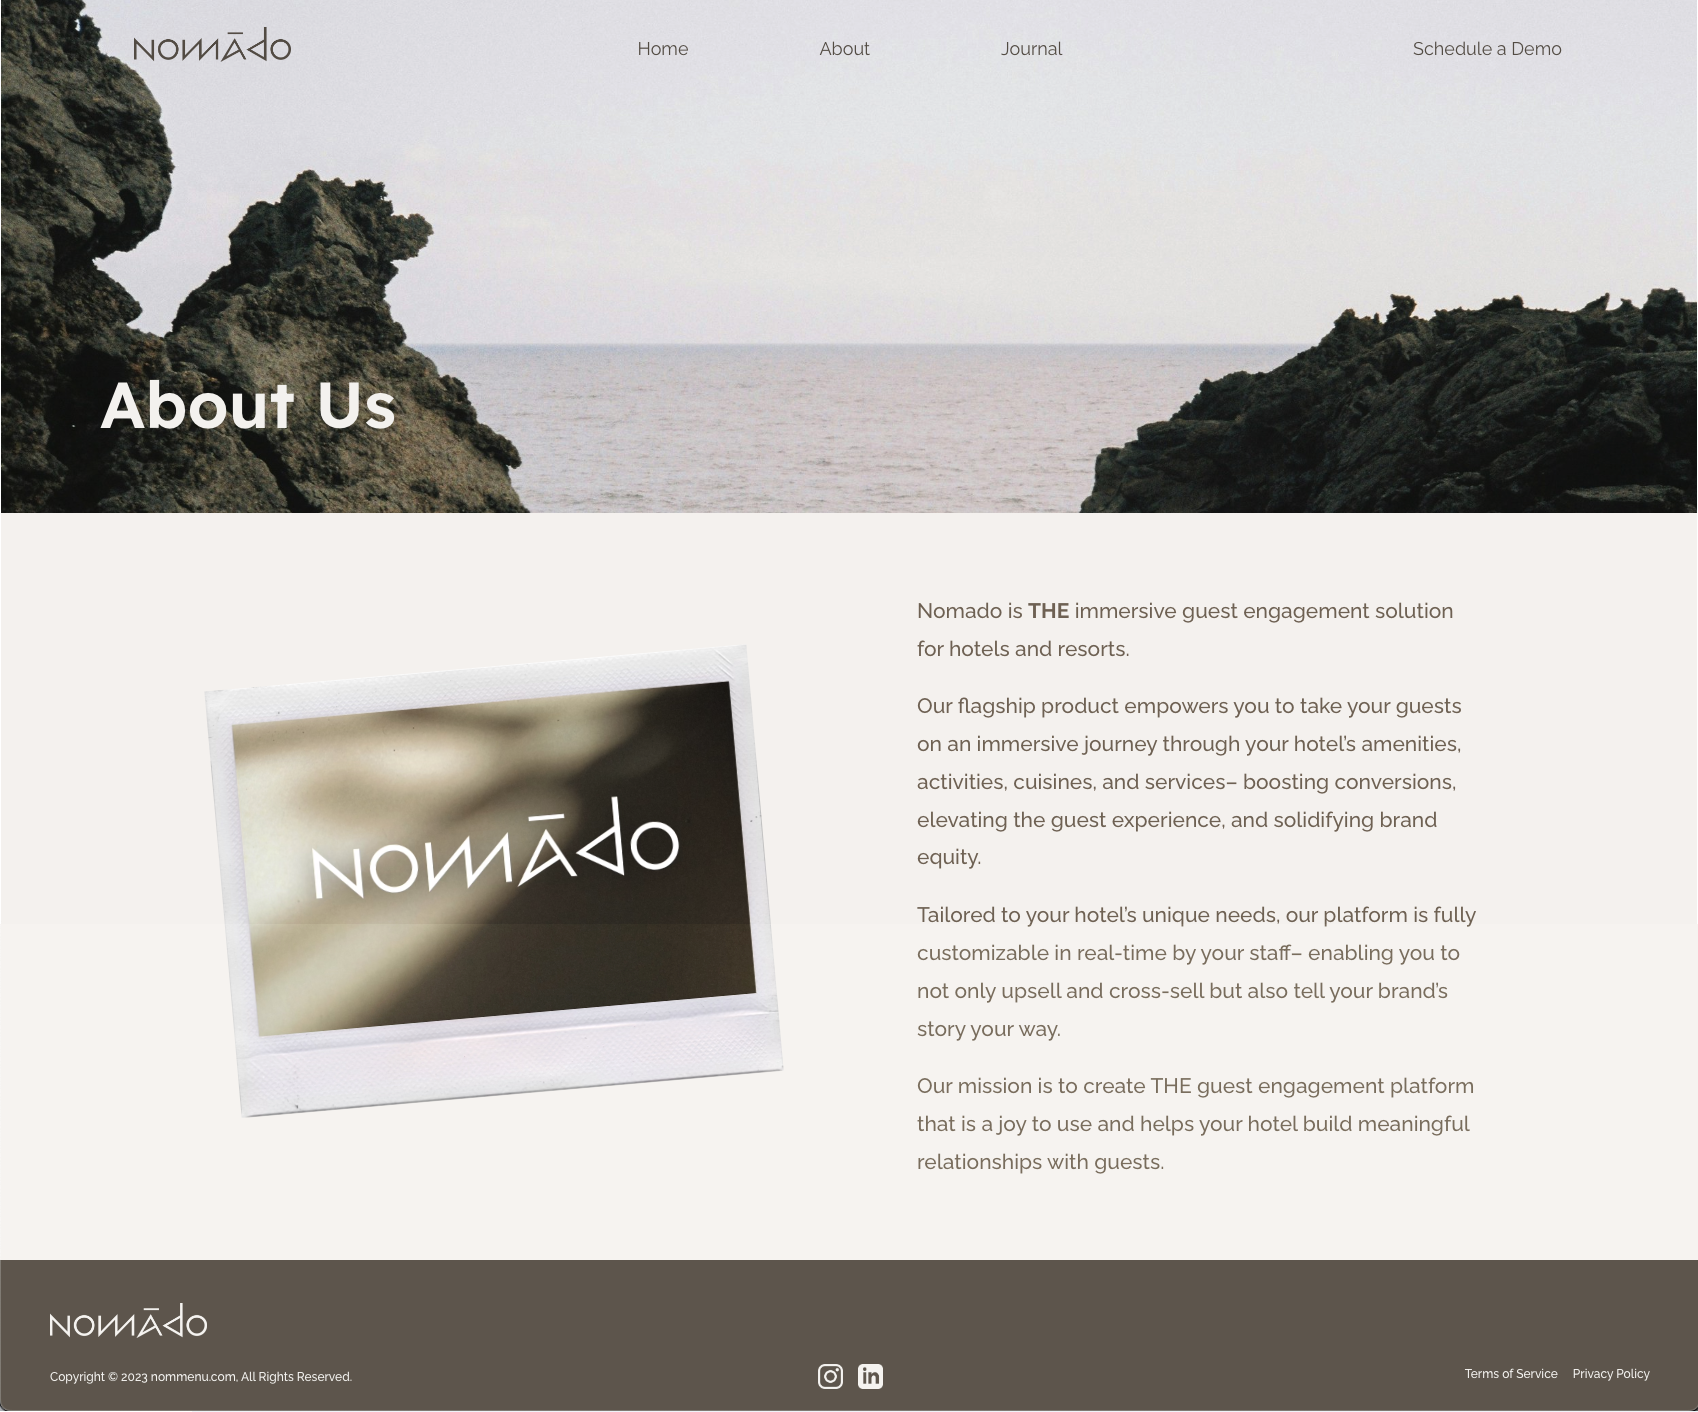 NOMĀDO
Home
About
Journal
Schedule a Demo
About Us
NOMĀDO
Nomado is THE immersive guest engagement solution
for hotels and resorts.
Our flagship product empowers you to take your guests
on an immersive journey through your hotel’s amenities,
activities, cuisines, and services– boosting conversions,
elevating the guest experience, and solidifying brand
equity.
Tailored to your hotel’s unique needs, our platform is fully
customizable in real-time by your staff– enabling you to
not only upsell and cross-sell but also tell your brand’s
story your way.
Our mission is to create THE guest engagement platform
that is a joy to use and helps your hotel build meaningful
relationships with guests.
NOMĀDO
Copyright © 2023 nommenu.com, All Rights Reserved.
in
Terms of Service
Privacy Policy